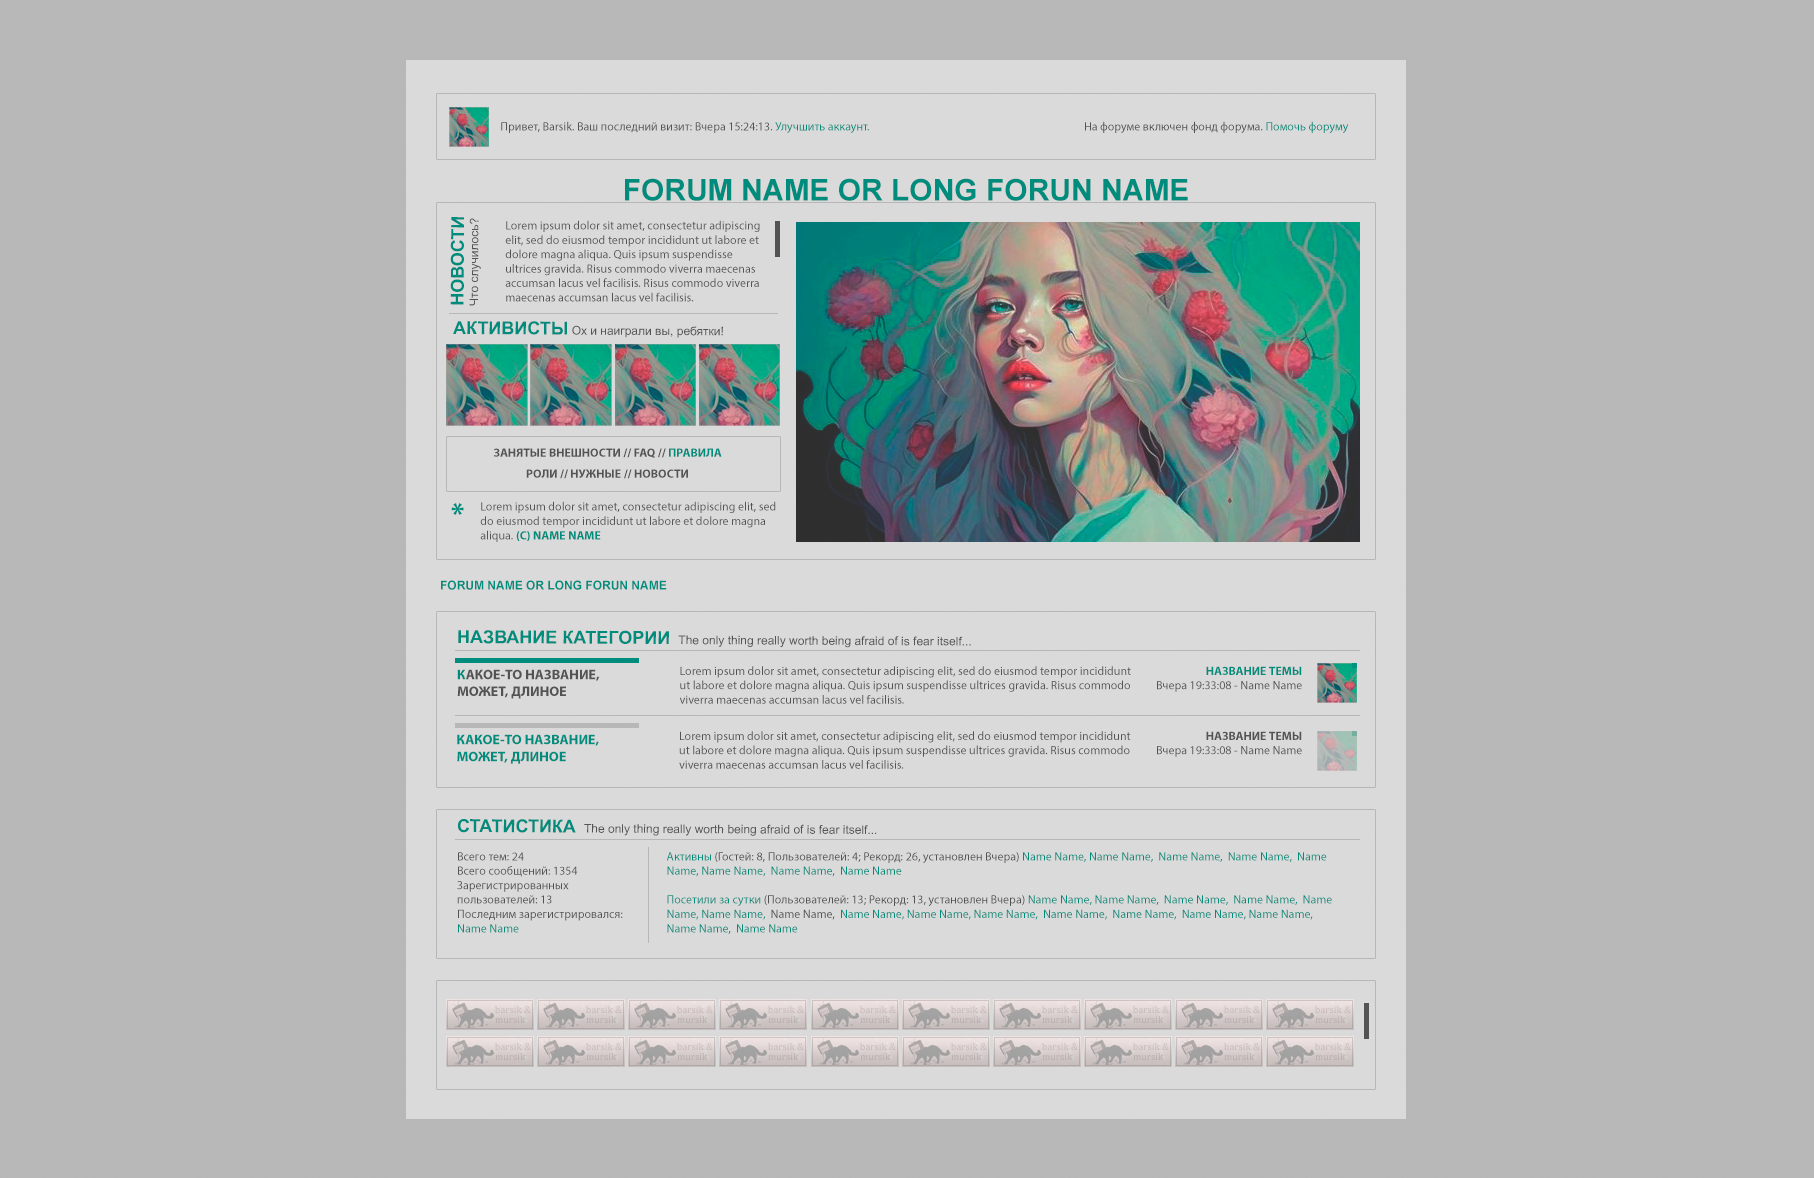 Привет, Barsik. Ваш последний визит: Вчера 15:24:13. Улучшить аккаунт.
На форуме включен фонд форума. Помочь форуму
FORUM NAME OR LONG FORUN NAME
НОВОСТИ
Что случилось?
Lorem ipsum dolor sit amet, consectetur adipiscing
elit, sed do eiusmod tempor incididunt ut labore et
dolore magna aliqua. Quis ipsum suspendisse
ultrices gravida. Risus commodo viverra maecenas
accumsan lacus vel facilisis. Risus commodo viverra
maecenas accumsan lacus vel facilisis.
АКТИВИСТЫ Ох и наиграли вы, ребятки!
ЗАНЯТЫЕ ВНЕШНОСТИ // FAQ // ПРАВИЛА
РОЛИ // НУЖНЫЕ // НОВОСТИ
* Lorem ipsum dolor sit amet, consectetur adipiscing elit, sed
do eiusmod tempor incididunt ut labore et dolore magna
aliqua. (C) NAME NAME
FORUM NAME OR LONG FORUN NAME
НАЗВАНИЕ КАТЕГОРИИ The only thing really worth being afraid of is fear itself...
КАКОЕ-ТО НАЗВАНИЕ,
МОЖЕТ, ДЛИНОЕ
Lorem ipsum dolor sit amet, consectetur adipiscing elit, sed do eiusmod tempor incididunt
ut labore et dolore magna aliqua. Quis ipsum suspendisse ultrices gravida. Risus commodo
viverra maecenas accumsan lacus vel facilisis.
НАЗВАНИЕ ТЕМЫ
Вчера 19:33:08 - Name Name
КАКОЕ-ТО НАЗВАНИЕ,
МОЖЕТ, ДЛИНОЕ
Lorem ipsum dolor sit amet, consectetur adipiscing elit, sed do eiusmod tempor incididunt
ut labore et dolore magna aliqua. Quis ipsum suspendisse ultrices gravida. Risus commodo
viverra maecenas accumsan lacus vel facilisis.
НАЗВАНИЕ ТЕМЫ
Вчера 19:33:08 - Name Name
СТАТИСТИКА The only thing really worth being afraid of is fear itself...
Всего тем: 24
Всего сообщений: 1354
Зарегистрированных
пользователей: 13
Последним зарегистрировался:
Name Name
Активны (Гостей: 8, Пользователей: 4; Рекорд: 26, установлен Вчера) Name Name, Name Name, Name Name, Name Name, Name
Name, Name Name, Name Name, Name Name
Посетили за сутки (Пользователей: 13; Рекорд: 13, установлен Вчера) Name Name, Name Name, Name Name, Name Name, Name
Name, Name Name, Name Name, Name Name, Name Name, Name Name, Name Name, Name Name, Name Name, Name Name,
Name Name, Name Name
barsik & barsik & barsik & barsik & barsik & barsik & barsik & barsik & barsik & barsik &
mursik mursik mursik mursik mursik mursik mursik mursik mursik mursik
barsik & barsik & barsik & barsik & barsik & barsik & barsik & barsik & barsik & barsik &
mursik mursik mursik mursik mursik mursik mursik mursik mursik mursik